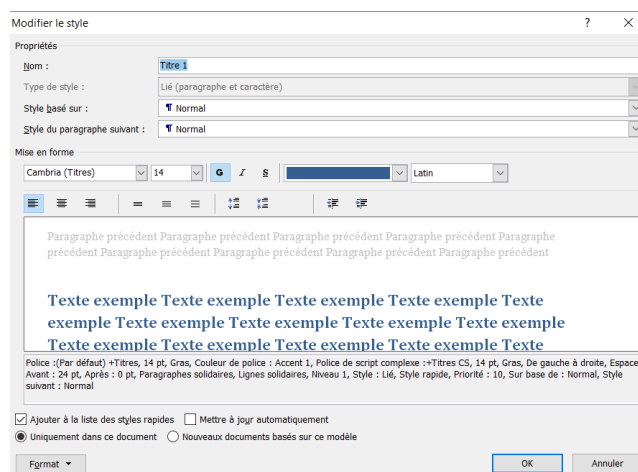 Modifier le style ? ×
Propriétés
Nom : Titre 1
Type de style : Lié (paragraphe et caractère)
Style basé sur : ¶ Normal
Style du paragraphe suivant : ¶ Normal
Mise en forme
Cambria (Titres) 14 G I S Latin
Paragraphe précédent Paragraphe précédent Paragraphe précédent Paragraphe précédent Paragraphe
précédent Paragraphe précédent Paragraphe précédent Paragraphe précédent Paragraphe précédent
Texte exemple Texte exemple Texte exemple Texte exemple Texte
exemple Texte exemple Texte exemple Texte exemple Texte exemple
Texte exemple Texte exemple Texte exemple Texte exemple Texte
Police :(Par défaut) +Titres, 14 pt, Gras, Couleur de police : Accent 1, Police de script complexe :+Titres CS, 14 pt, Gras, De gauche à droite, Espace
Avant : 24 pt, Après : 0 pt, Paragraphes solidaires, Lignes solidaires, Niveau 1, Style : Lié, Style rapide, Priorité : 10, Sur base de : Normal, Style
suivant : Normal
Ajouter à la liste des styles rapides Mettre à jour automatiquement
Uniquement dans ce document Nouveaux documents basés sur ce modèle
Format OK Annuler